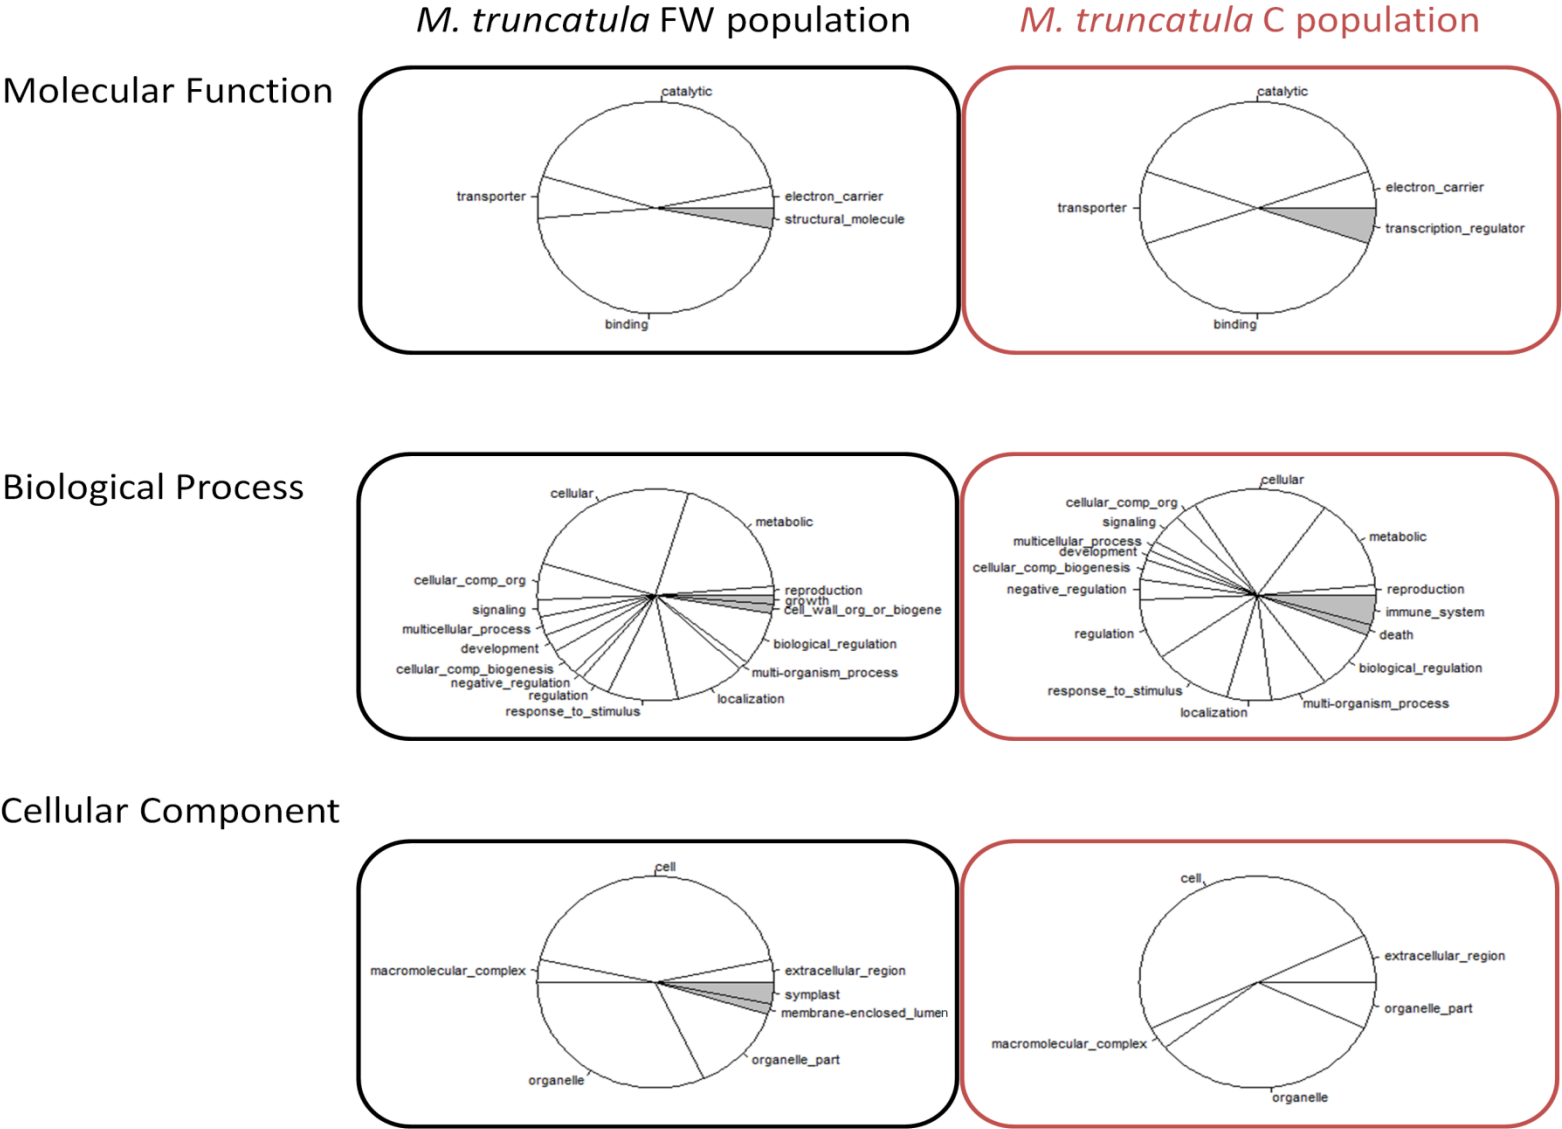 M. truncatula FW population
M. truncatula C population
Molecular Function
catalytic
transporter
electron_carrier
structural_molecule
binding
catalytic
transporter
electron_carrier
transcription_regulator
binding
Biological Process
cellular
metabolic
cellular_comp_org
reproduction
growth
cell_wall_org_or_biogene
signaling
multicellular_process
biological_regulation
development
cellular_comp_biogenesis
multi-organism_process
negative_regulation
regulation
localization
response_to_stimulus
cellular
cellular_comp_org
signaling
metabolic
multicellular_process
development
cellular_comp_biogenesis
negative_regulation
reproduction
immune_system
regulation
death
biological_regulation
response_to_stimulus
multi-organism_process
localization
Cellular Component
cell
macromolecular_complex
extracellular_region
symplast
membrane-enclosed_lumen
organelle_part
organelle
cell
extracellular_region
organelle_part
macromolecular_complex
organelle